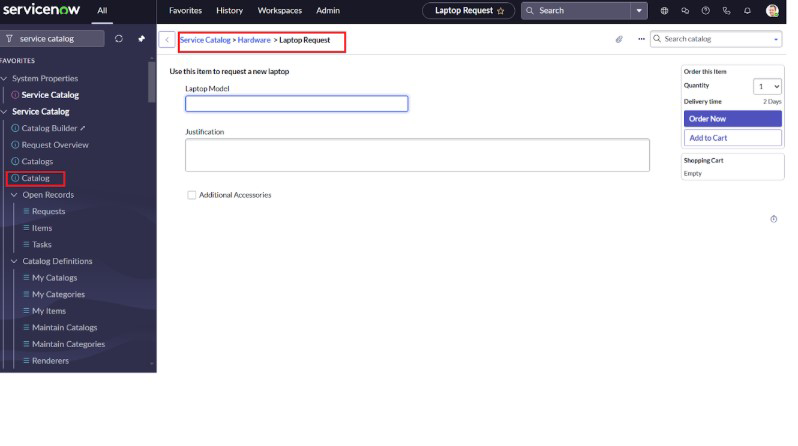 servicenow
All
Favorites
History
Workspaces
Admin
Laptop Request
Search
service catalog
FAVORITES
System Properties
Service Catalog
Service Catalog
Catalog Builder
Request Overview
Catalogs
Catalog
Open Records
Requests
Items
Tasks
Catalog Definitions
My Catalogs
My Categories
My Items
Maintain Catalogs
Maintain Categories
Renderers
Service Catalog > Hardware > Laptop Request
Search catalog
Use this item to request a new laptop
Laptop Model
Justification
Additional Accessories
Order this Item
Quantity 1
Delivery time 2 Days
Order Now
Add to Cart
Shopping Cart
Empty